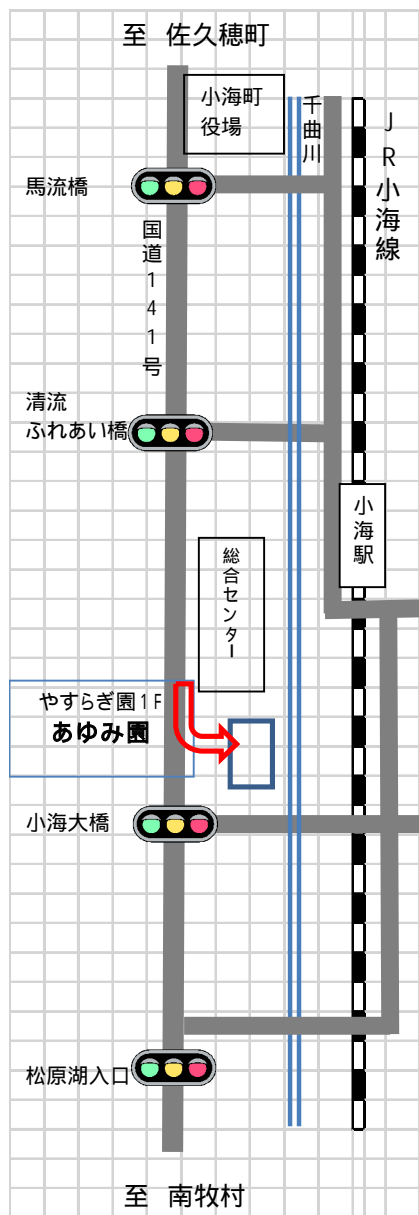 至 佐久穂町
小海町
役場
千曲川
JR小海線
馬流橋
国道141号
清流
ふれあい橋
小海駅
総合センター
やすらぎ園1F
あゆみ園
小海大橋
松原湖入口
至 南牧村